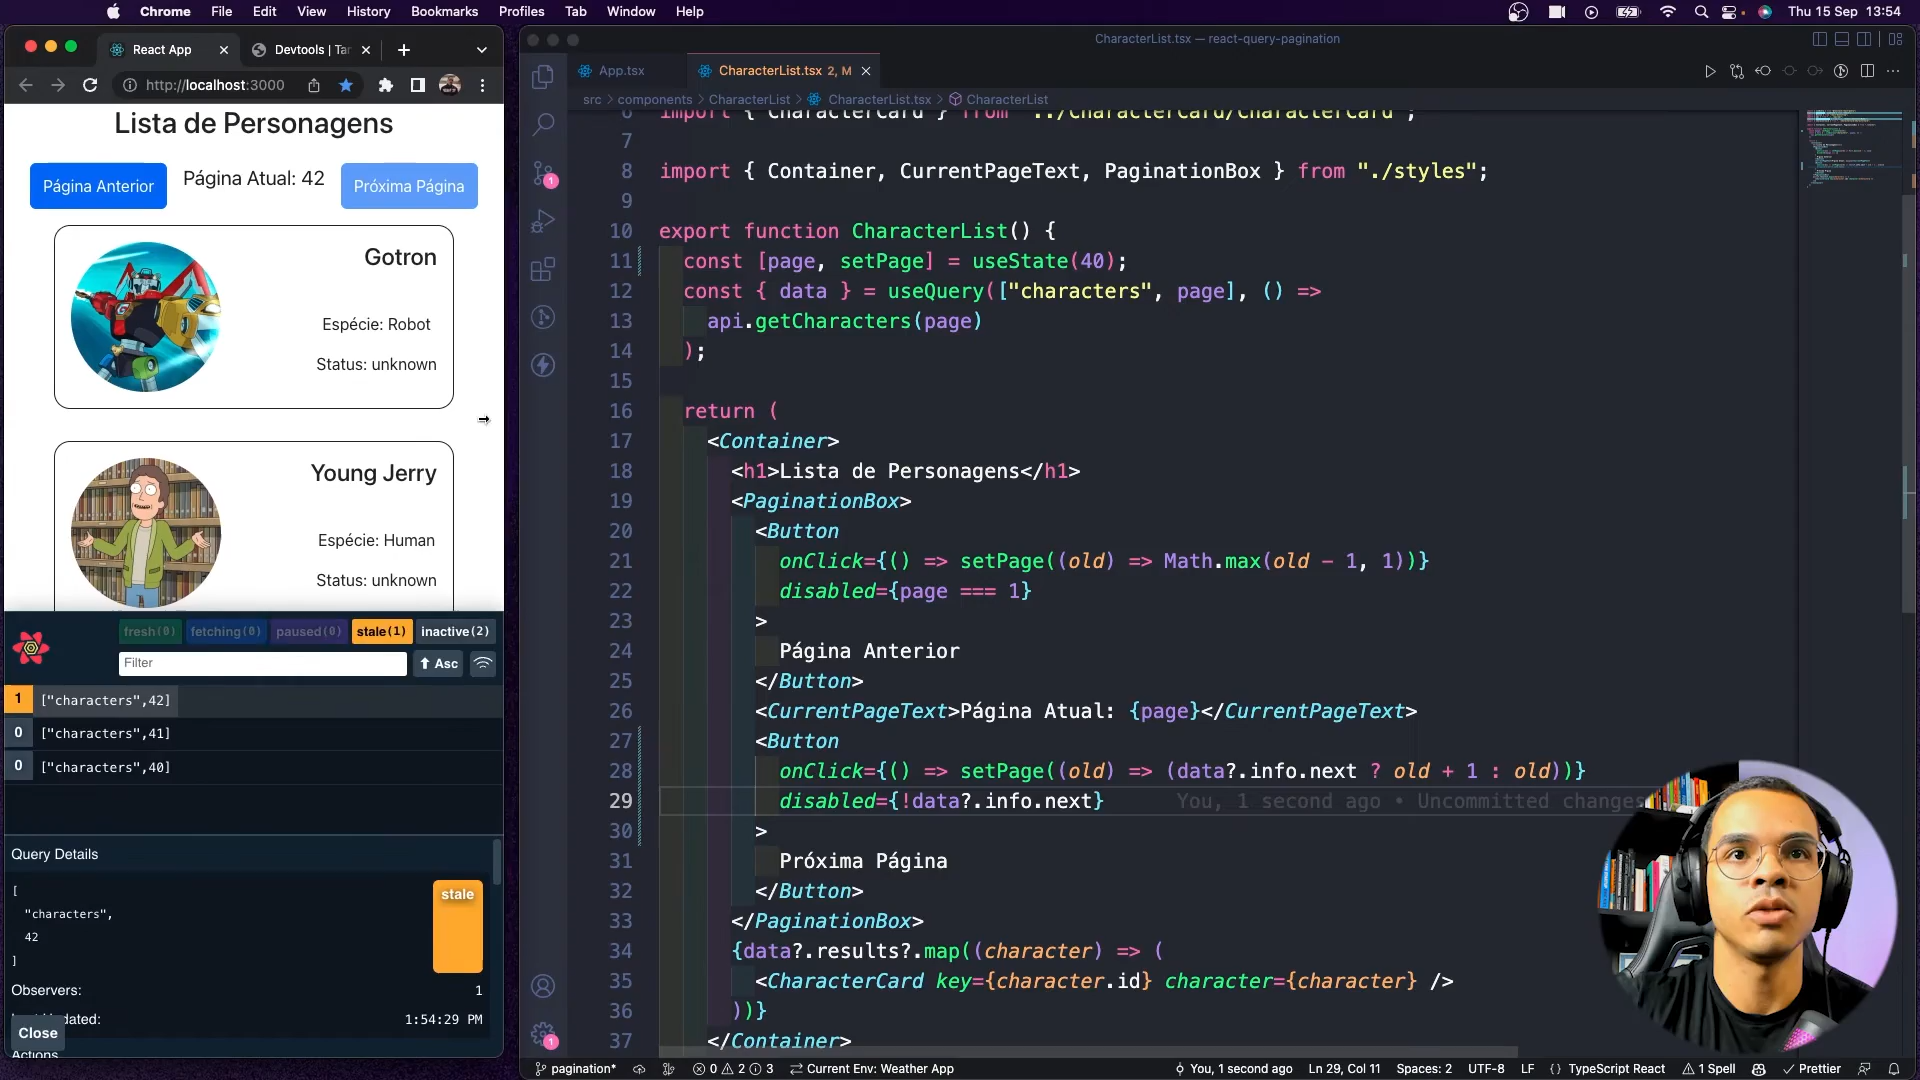 Chrome File Edit View History Bookmarks Profiles Tab Window Help
Thu 15 Sep 13:54
React App
Devtools | Tan
http://localhost:3000
Lista de Personagens
Página Anterior
Página Atual: 42
Próxima Página
Gotron
Espécie: Robot
Status: unknown
Young Jerry
Espécie: Human
Status: unknown
fresh(0) fetching(0) paused(0) stale(1) inactive(2)
Filter
Asc
1 ["characters",42]
0 ["characters",41]
0 ["characters",40]
Query Details
[
"characters",
42
]
stale
Observers: 1
dated: 1:54:29 PM
Close
Actions
CharacterList.tsx — react-query-pagination
App.tsx
CharacterList.tsx 2, M
src > components > CharacterList > CharacterList.tsx > CharacterList
6 import { CharacterCard } from "../CharacterCard/CharacterCard";
7
8 import { Container, CurrentPageText, PaginationBox } from "./styles";
9
10 export function CharacterList() {
11 const [page, setPage] = useState(40);
12 const { data } = useQuery(["characters", page], () =>
13 api.getCharacters(page)
14 );
15
16 return (
17 <Container>
18 <h1>Lista de Personagens</h1>
19 <PaginationBox>
20 <Button
21 onClick={() => setPage((old) => Math.max(old - 1, 1))}
22 disabled={page === 1}
23 >
24 Página Anterior
25 </Button>
26 <CurrentPageText>Página Atual: {page}</CurrentPageText>
27 <Button
28 onClick={() => setPage((old) => (data?.info.next ? old + 1 : old))}
29 disabled={!data?.info.next} You, 1 second ago • Uncommitted changes
30 >
31 Próxima Página
32 </Button>
33 </PaginationBox>
34 {data?.results?.map((character) => (
35 <CharacterCard key={character.id} character={character} />
36 ))}
37 </Container>
1
1
pagination* 0 2 3 Current Env: Weather App
You, 1 second ago Ln 29, Col 11 Spaces: 2 UTF-8 LF {} TypeScript React 1 Spell Prettier